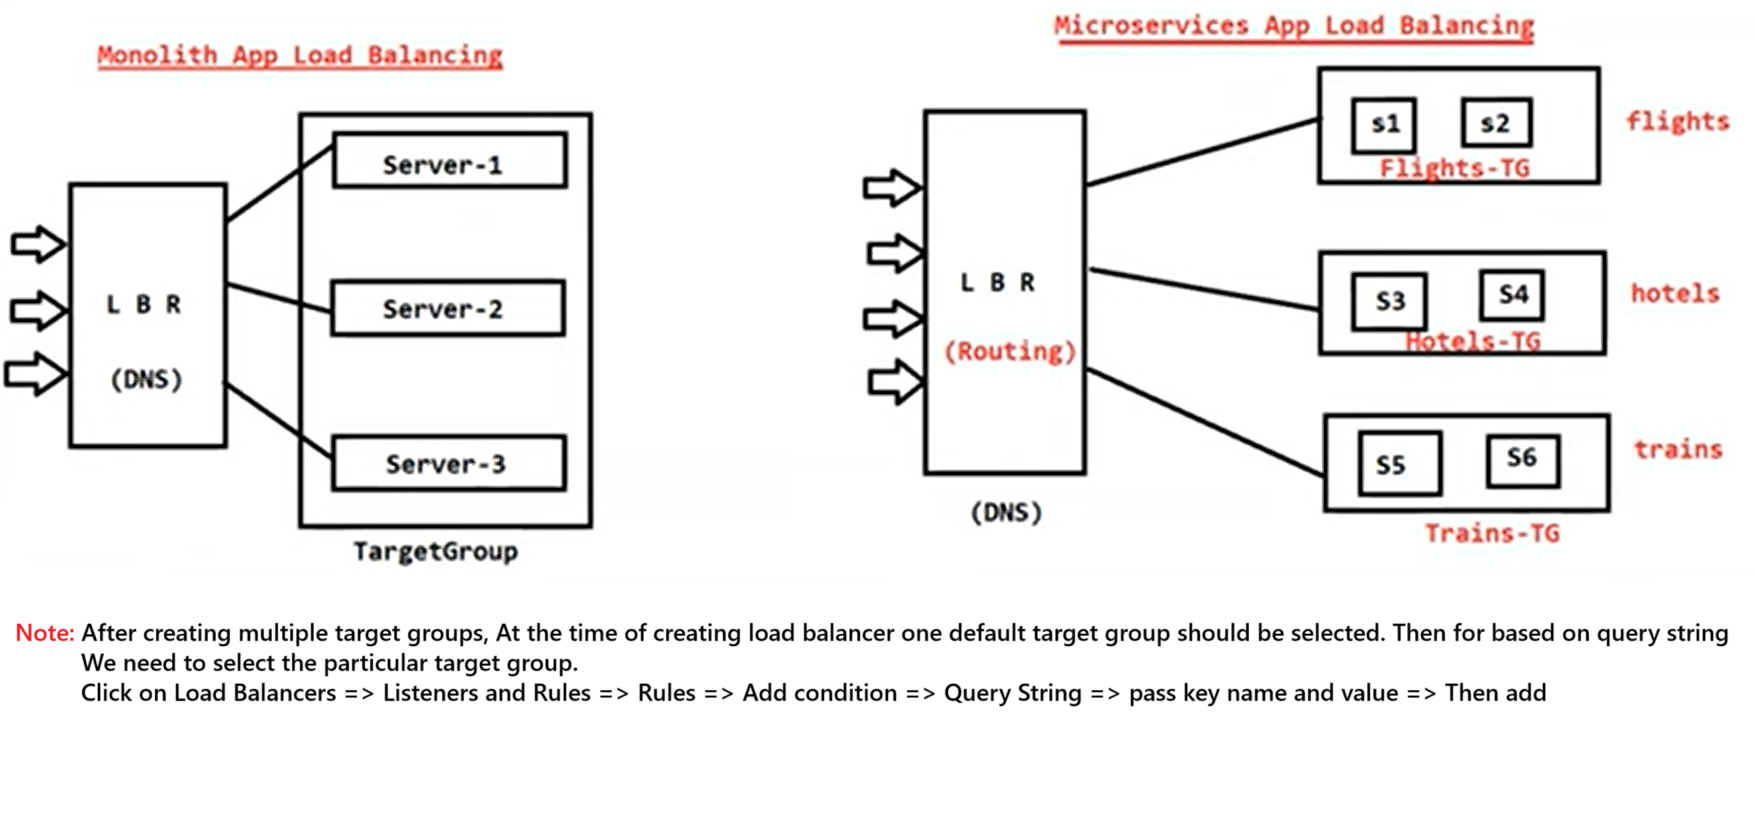 Monolith App Load Balancing
L B R
(DNS)
Server-1
Server-2
Server-3
TargetGroup
Microservices App Load Balancing
L B R
(Routing)
(DNS)
s1
s2
Flights-TG
flights
S3
S4
Hotels-TG
hotels
S5
S6
trains
Trains-TG
Note: After creating multiple target groups, At the time of creating load balancer one default target group should be selected. Then for based on query string
We need to select the particular target group.
Click on Load Balancers => Listeners and Rules => Rules => Add condition => Query String => pass key name and value => Then add